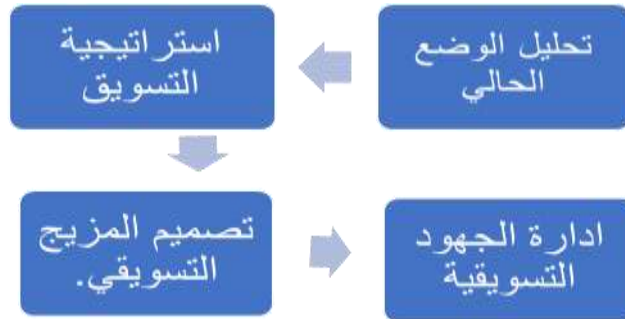 تحليل الوضع
الحالي
استراتيجية
التسويق
تصميم المزيج
التسويقي.
ادارة الجهود
التسويقية